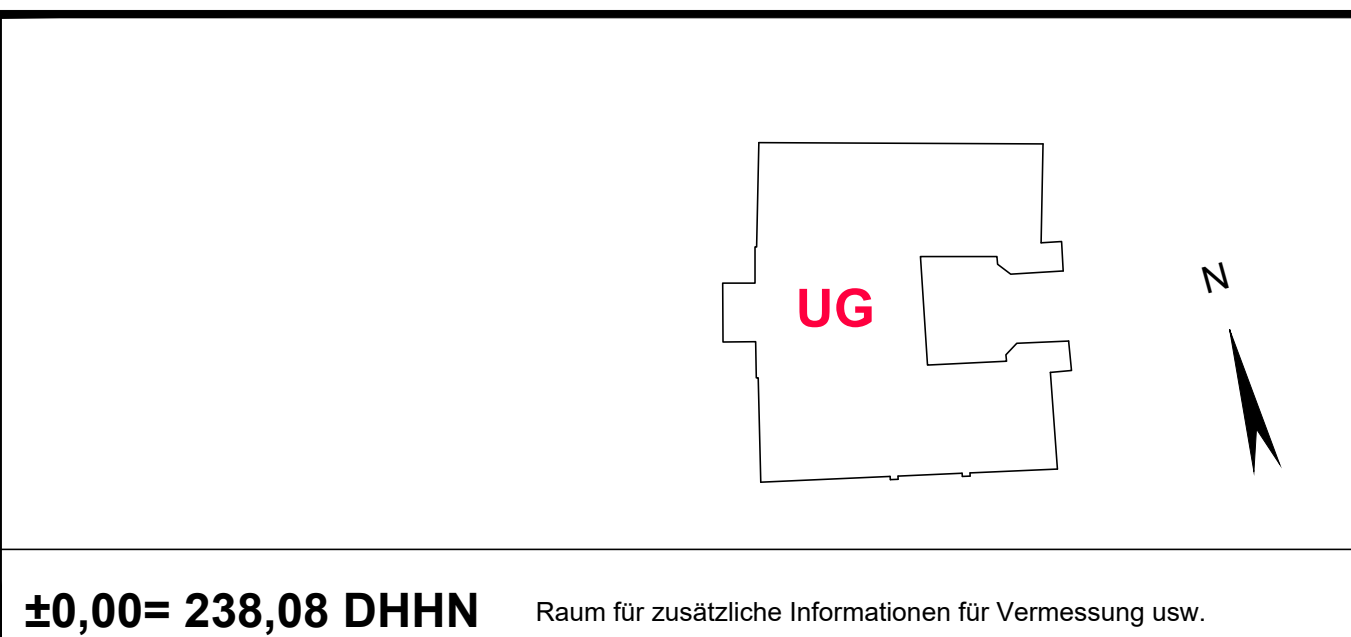 N
UG
±0,00= 238,08 DHHN
Raum für zusätzliche Informationen für Vermessung usw.